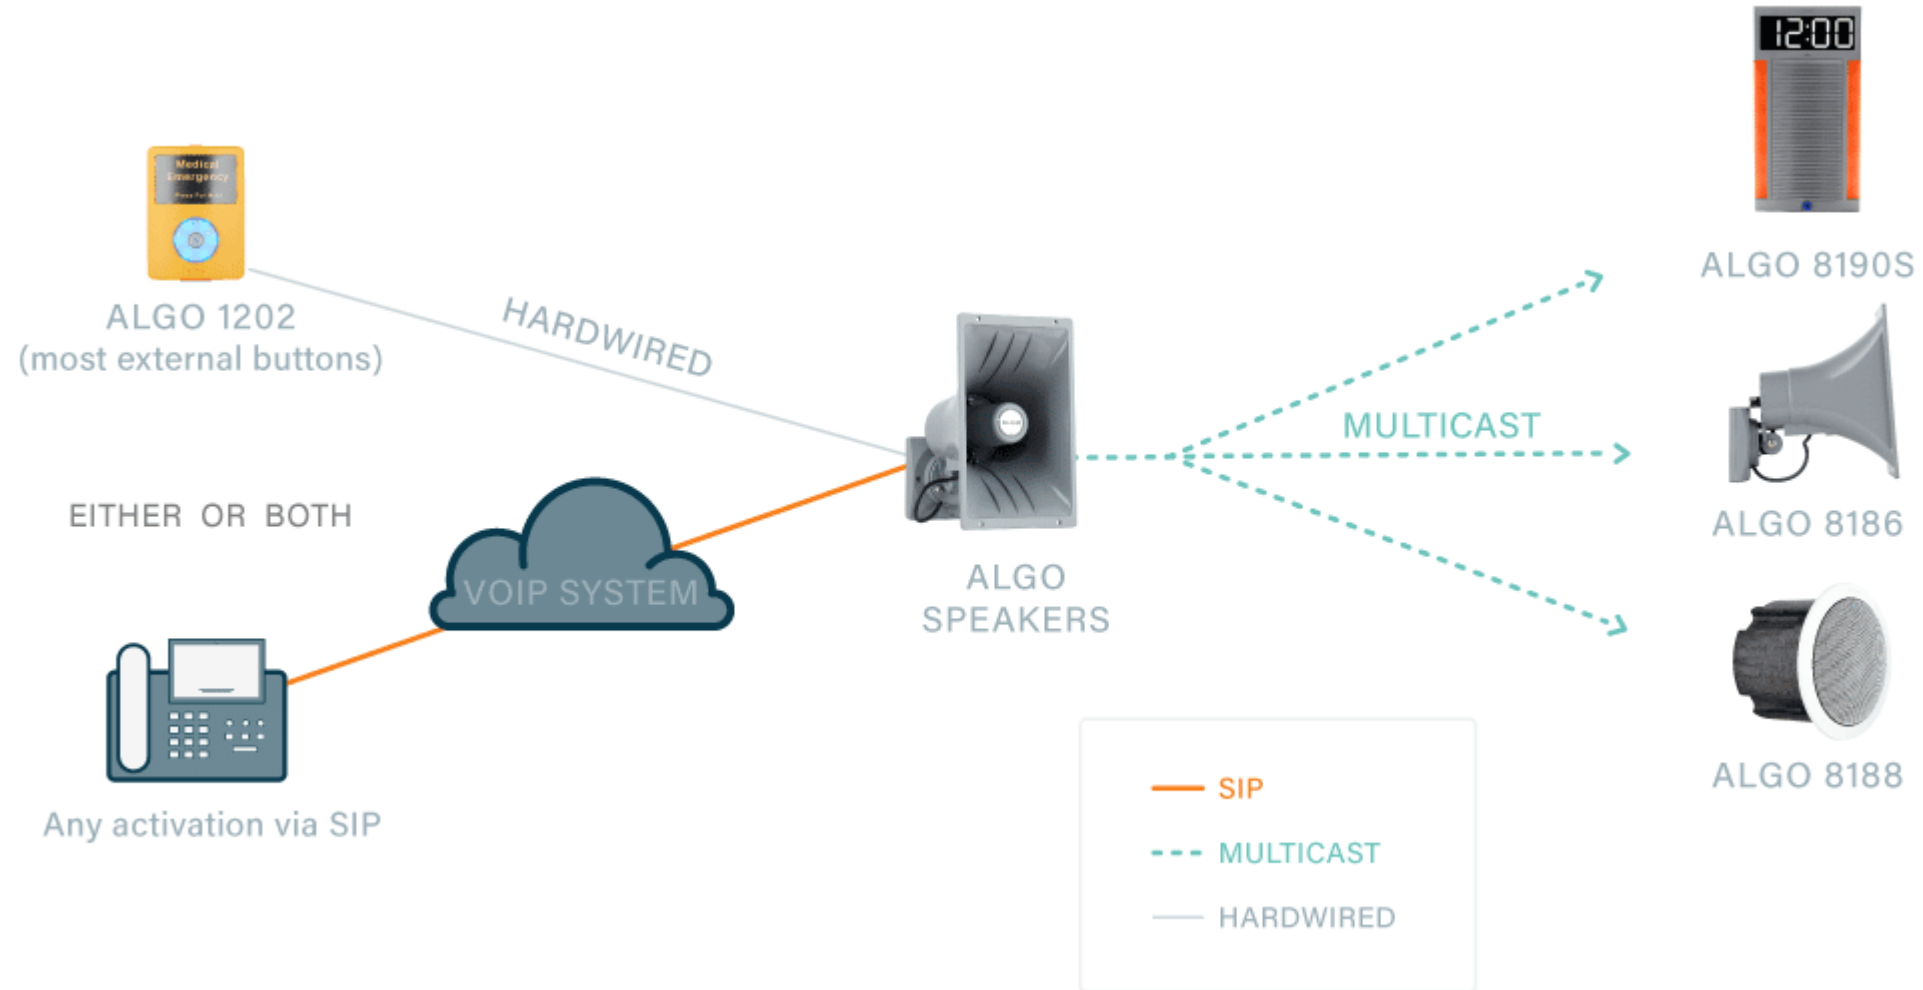 12:00
Medical
Emergency
ALGO 8190S
ALGO 1202
(most external buttons)
HARDWIRED
MULTICAST
EITHER OR BOTH
ALGO 8186
VOIP SYSTEM
ALGO
SPEAKERS
ALGO 8188
Any activation via SIP
SIP
MULTICAST
HARDWIRED